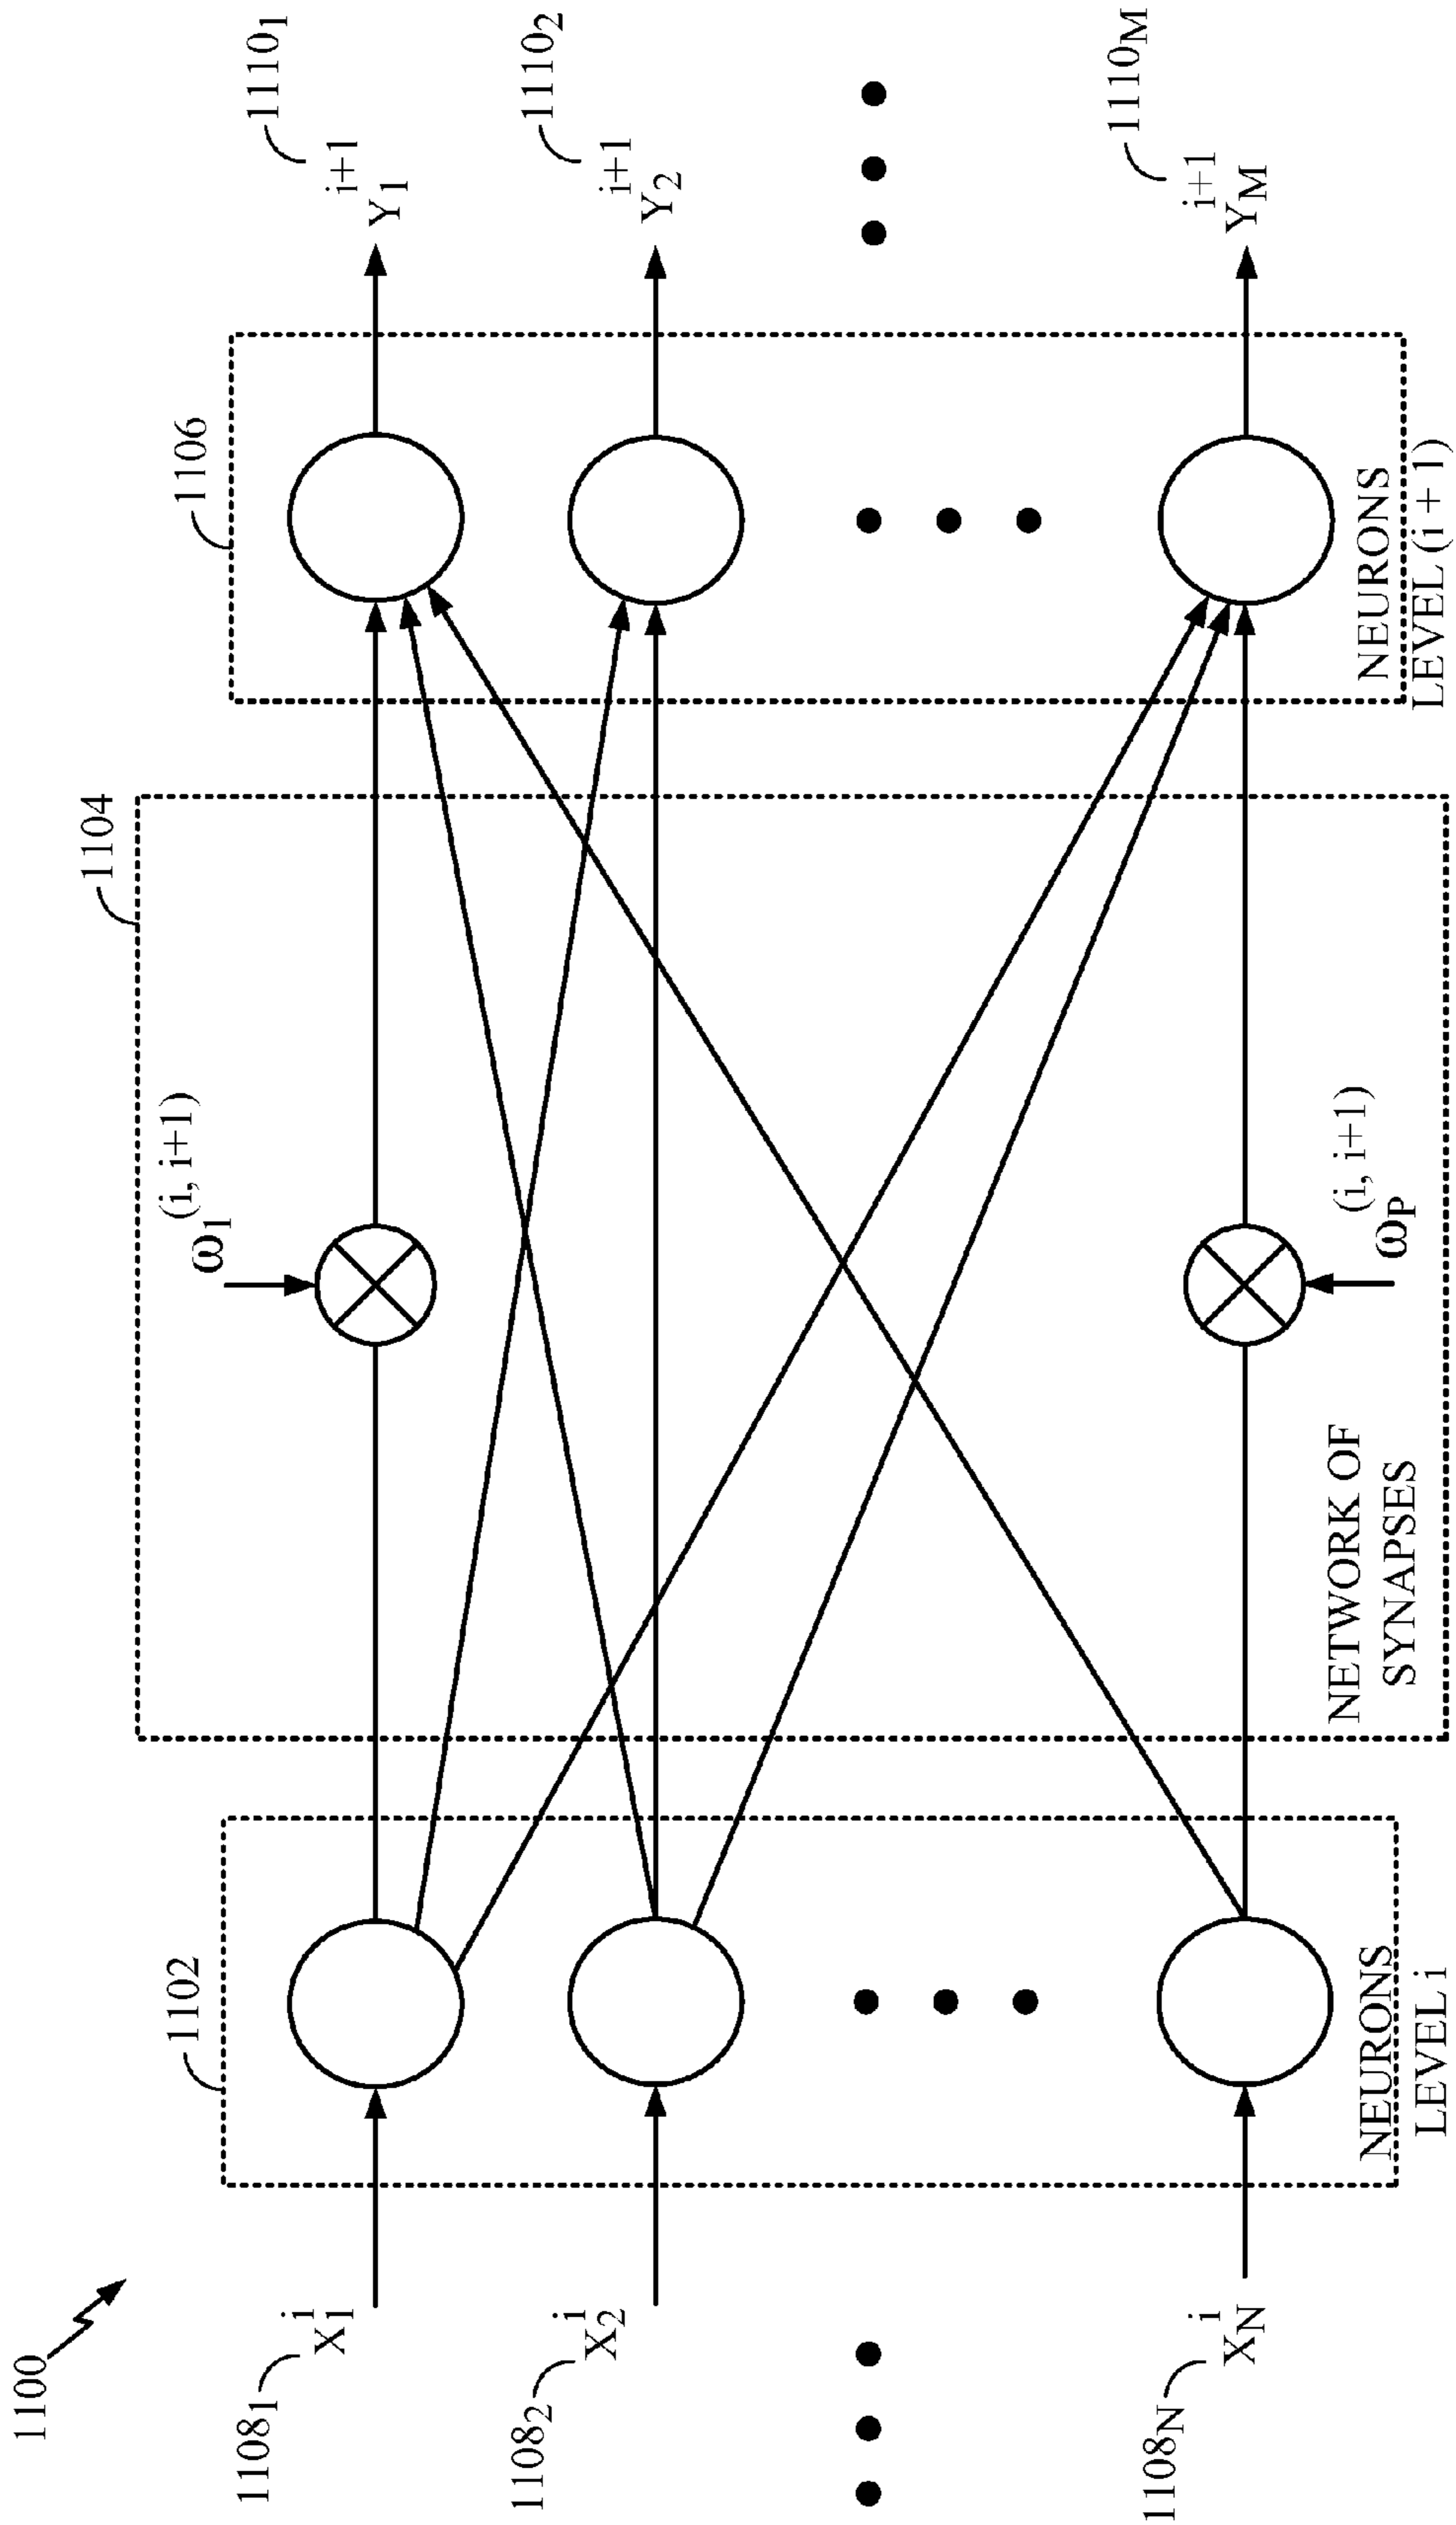 1100
1108₁
X₁ⁱ
1108₂
X₂ⁱ
1108N
XNⁱ
1102
NEURONS
LEVEL i
1104
ω₁(i, i+1)
ωP(i, i+1)
NETWORK OF
SYNAPSES
1106
NEURONS
LEVEL (i + 1)
1110₁
Y₁i+1
1110₂
Y₂i+1
1110M
YMi+1